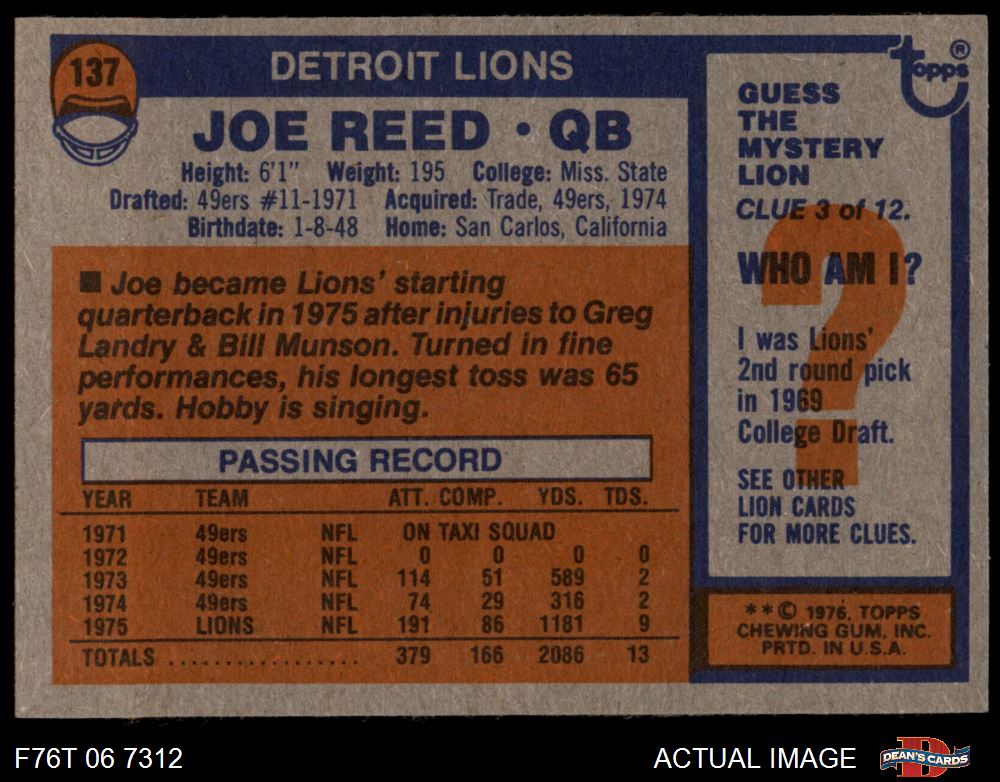 137
DETROIT LIONS
JOE REED • QB
Height: 6'1" Weight: 195 College: Miss. State
Drafted: 49ers #11-1971 Acquired: Trade, 49ers, 1974
Birthdate: 1-8-48 Home: San Carlos, California
■ Joe became Lions' starting
quarterback in 1975 after injuries to Greg
Landry & Bill Munson. Turned in fine
performances, his longest toss was 65
yards. Hobby is singing.
PASSING RECORD
YEAR TEAM ATT. COMP. YDS. TDS.
1971 49ers NFL ON TAXI SQUAD
1972 49ers NFL 0 0 0 0
1973 49ers NFL 114 51 589 2
1974 49ers NFL 74 29 316 2
1975 LIONS NFL 191 86 1181 9
TOTALS .................. 379 166 2086 13
Topps®
GUESS
THE
MYSTERY
LION
CLUE 3 of 12.
WHO AM I?
I was Lions'
2nd round pick
in 1969
College Draft.
SEE OTHER
LION CARDS
FOR MORE CLUES.
**© 1976, TOPPS
CHEWING GUM, INC.
PRTD. IN U.S.A.
F76T 06 7312
ACTUAL IMAGE
DEAN'S CARDS